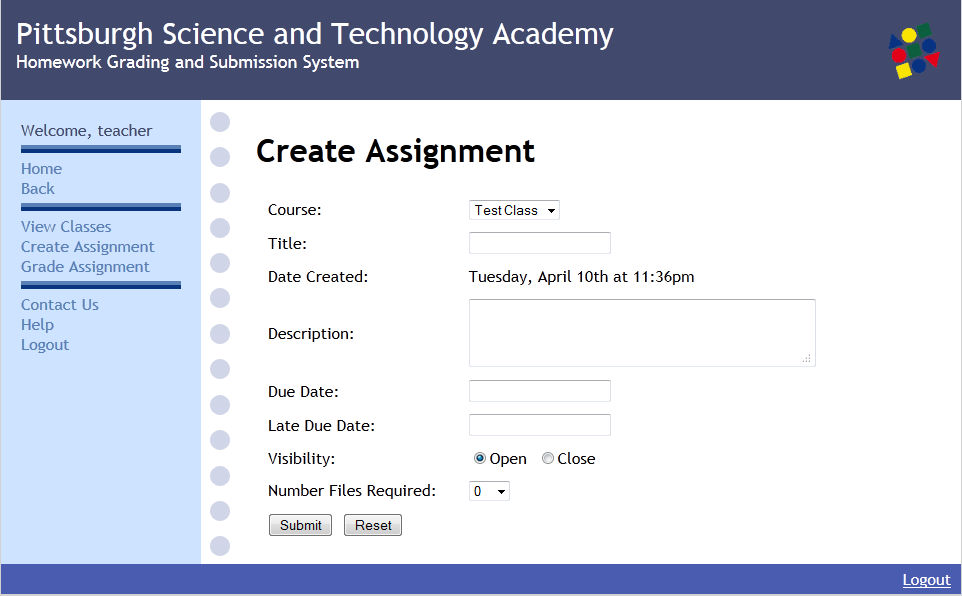 Pittsburgh Science and Technology Academy
Homework Grading and Submission System
Welcome, teacher
Home
Back
View Classes
Create Assignment
Grade Assignment
Contact Us
Help
Logout
Create Assignment
Course: TestClass
Title:
Date Created: Tuesday, April 10th at 11:36pm
Description:
Due Date:
Late Due Date:
Visibility: Open Close
Number Files Required: 0
Submit Reset
Logout